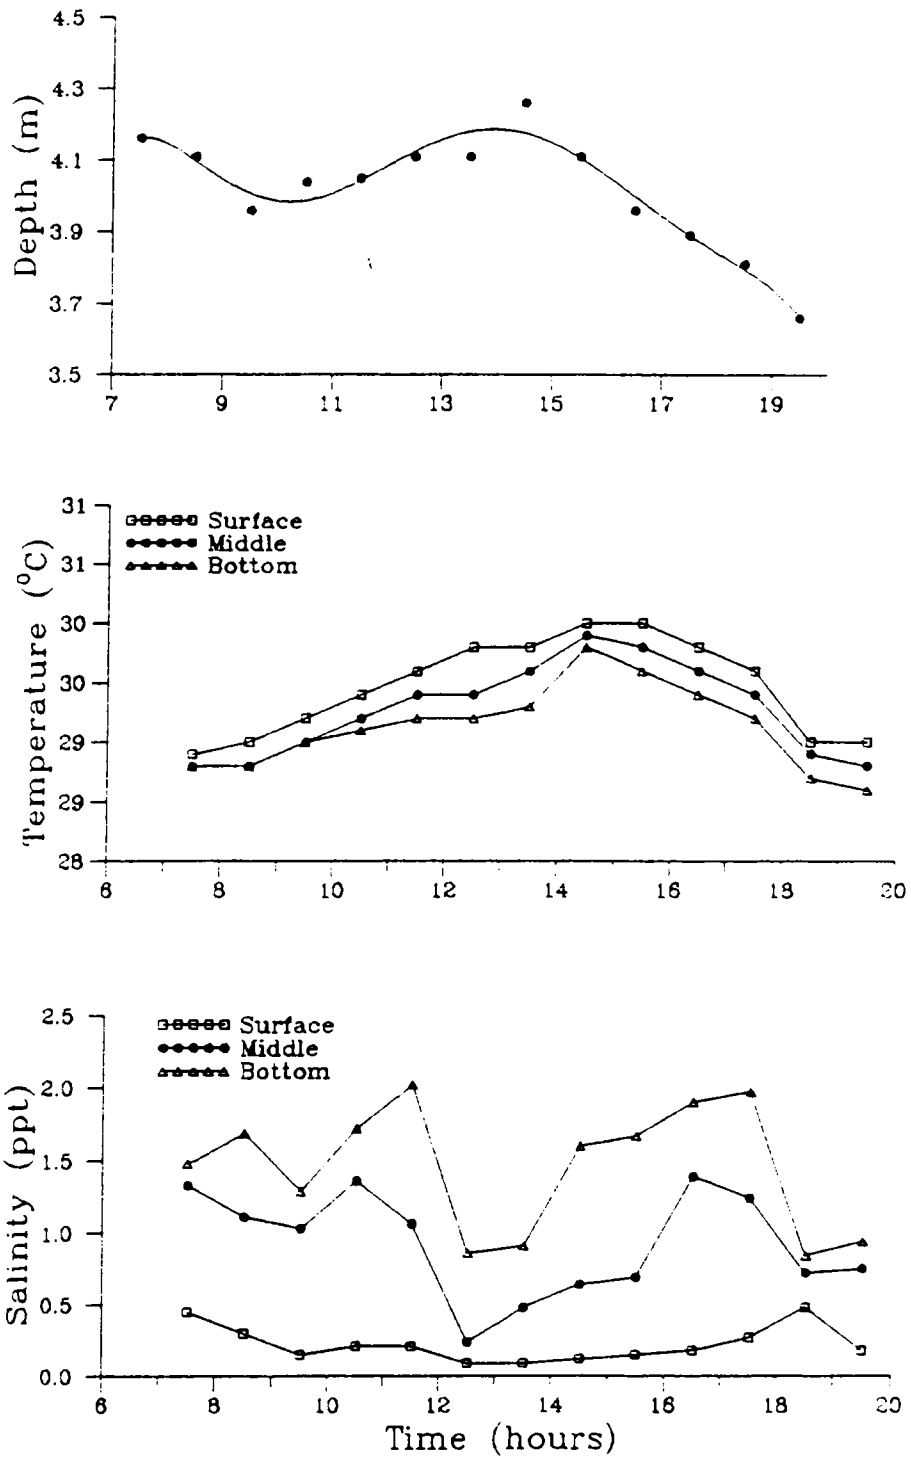 4.5
4.3
4.1
3.9
3.7
3.5
Depth (m)
7 9 11 13 15 17 19
31
31
30
30
29
29
28
Temperature (°C)
Surface
Middle
Bottom
6 8 10 12 14 16 18 20
2.5
2.0
1.5
1.0
0.5
0.0
Salinity (ppt)
Surface
Middle
Bottom
6 8 10 12 14 16 18 20
Time (hours)